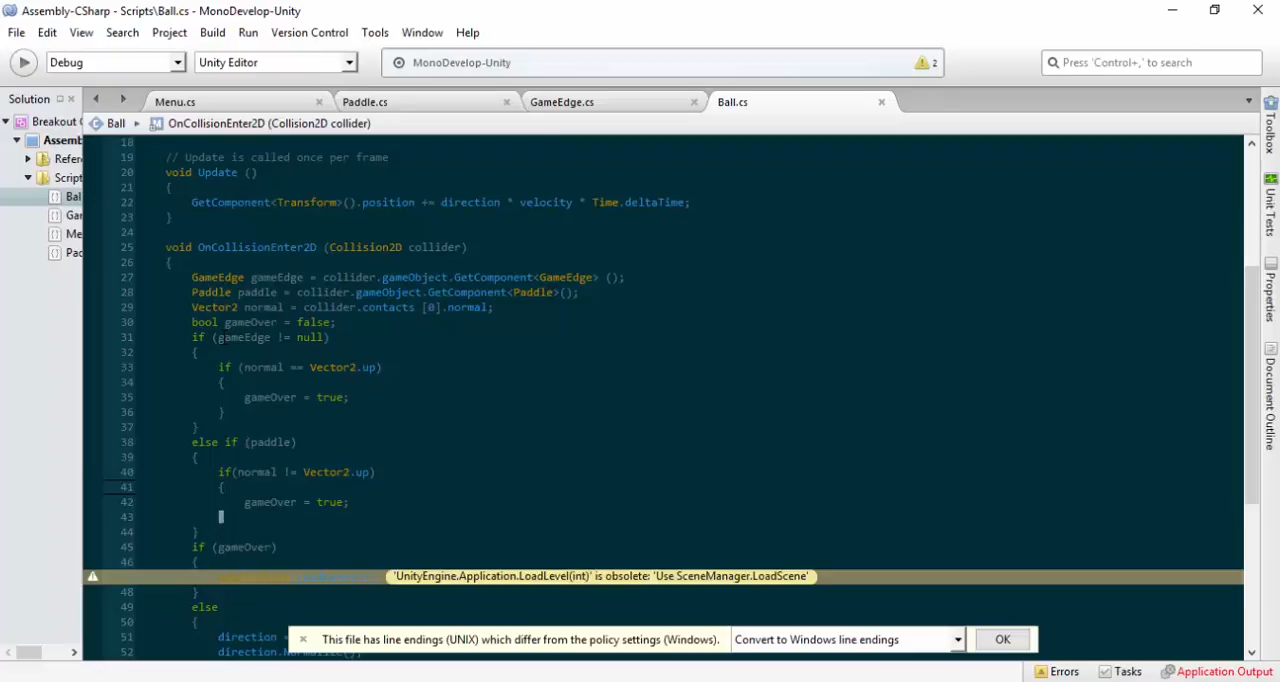 Assembly-CSharp - Scripts\Ball.cs - MonoDevelop-Unity
File Edit View Search Project Build Run Version Control Tools Window Help
Debug Unity Editor MonoDevelop-Unity 2 Press 'Control+,' to search
Solution Menu.cs Paddle.cs GameEdge.cs Ball.cs
Breakout Ball OnCollisionEnter2D (Collision2D collider)
Assemb
Refer
Script
Bal
Gar
Me
Pac
18
19 // Update is called once per frame
20 void Update ()
21 {
22 GetComponent<Transform>().position += direction * velocity * Time.deltaTime;
23 }
24
25 void OnCollisionEnter2D (Collision2D collider)
26 {
27 GameEdge gameEdge = collider.gameObject.GetComponent<GameEdge> ();
28 Paddle paddle = collider.gameObject.GetComponent<Paddle>();
29 Vector2 normal = collider.contacts [0].normal;
30 bool gameOver = false;
31 if (gameEdge != null)
32 {
33 if (normal == Vector2.up)
34 {
35 gameOver = true;
36 }
37 }
38 else if (paddle)
39 {
40 if(normal != Vector2.up)
41 {
42 gameOver = true;
43
44 }
45 if (gameOver)
46 {
'UnityEngine.Application.LoadLevel(int)' is obsolete: 'Use SceneManager.LoadScene'
48 }
49 else
50 {
51 direction =
52 direction.Normalize();
This file has line endings (UNIX) which differ from the policy settings (Windows). Convert to Windows line endings OK
Toolbox
Unit Tests
Properties
Document Outline
Errors Tasks Application Output